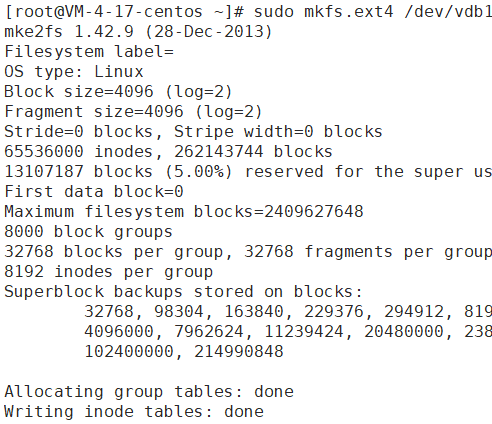 [root@VM-4-17-centos ~]# sudo mkfs.ext4 /dev/vdb1
mke2fs 1.42.9 (28-Dec-2013)
Filesystem label=
OS type: Linux
Block size=4096 (log=2)
Fragment size=4096 (log=2)
Stride=0 blocks, Stripe width=0 blocks
65536000 inodes, 262143744 blocks
13107187 blocks (5.00%) reserved for the super us
First data block=0
Maximum filesystem blocks=2409627648
8000 block groups
32768 blocks per group, 32768 fragments per group
8192 inodes per group
Superblock backups stored on blocks:
32768, 98304, 163840, 229376, 294912, 819
4096000, 7962624, 11239424, 20480000, 238
102400000, 214990848
Allocating group tables: done
Writing inode tables: done